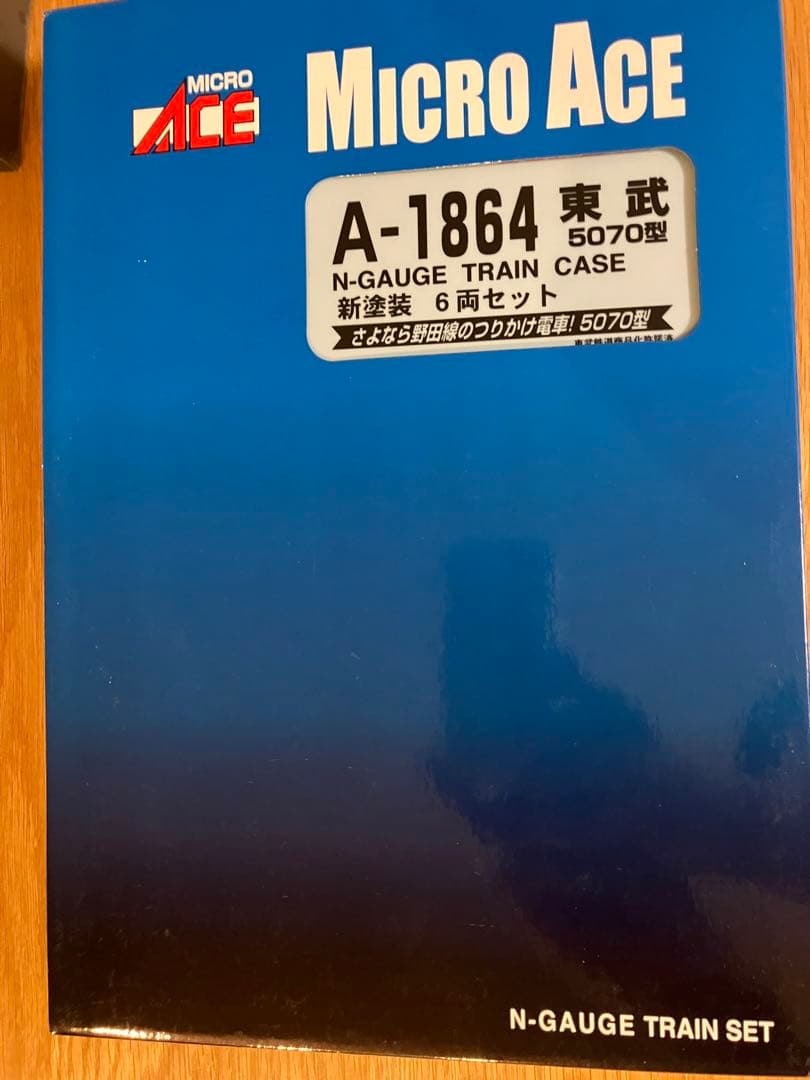 MICRO
ACE
MICRO ACE
A-1864 東武
5070型
N-GAUGE TRAIN CASE
新塗装 6両セット
さよなら野田線のつりかけ電車! 5070型
N-GAUGE TRAIN SET